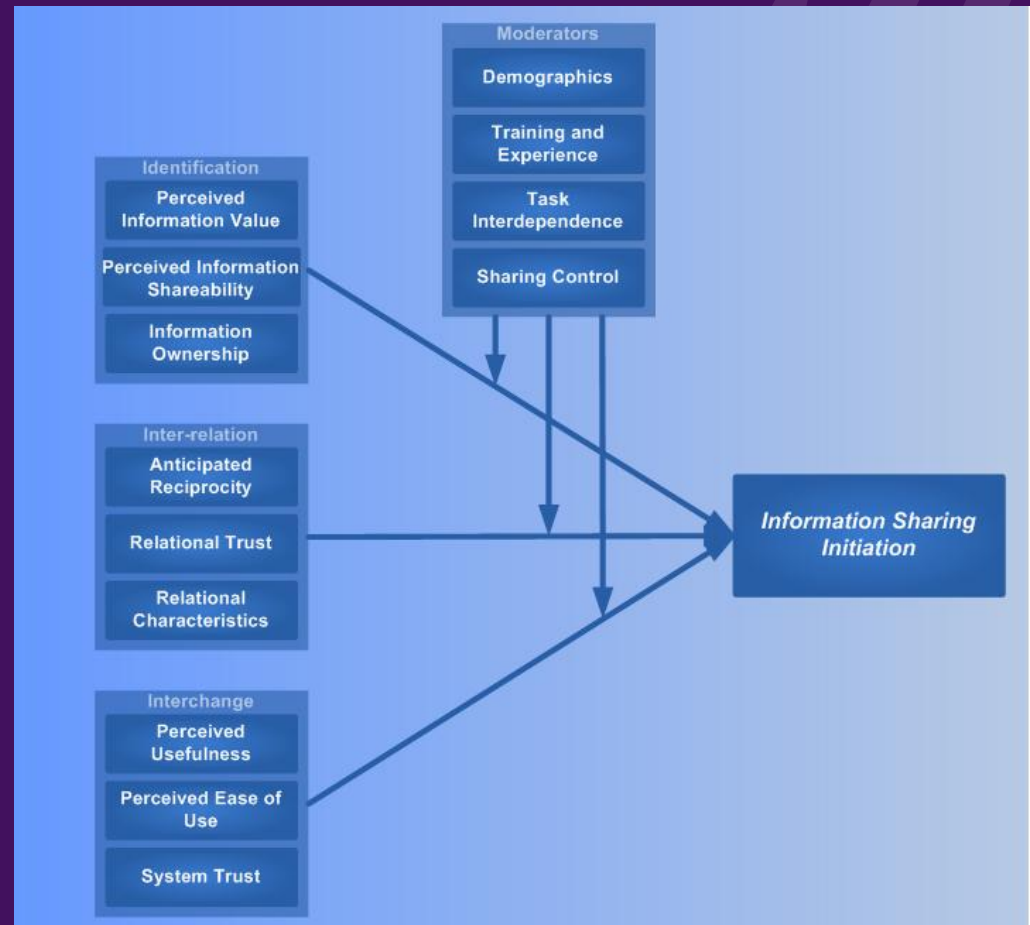 Moderators
Demographics
Training and
Experience
Task
Interdependence
Sharing Control
Identification
Perceived
Information Value
Perceived Information
Shareability
Information
Ownership
Inter-relation
Anticipated
Reciprocity
Relational Trust
Relational
Characteristics
Interchange
Perceived
Usefulness
Perceived Ease of
Use
System Trust
Information Sharing
Initiation